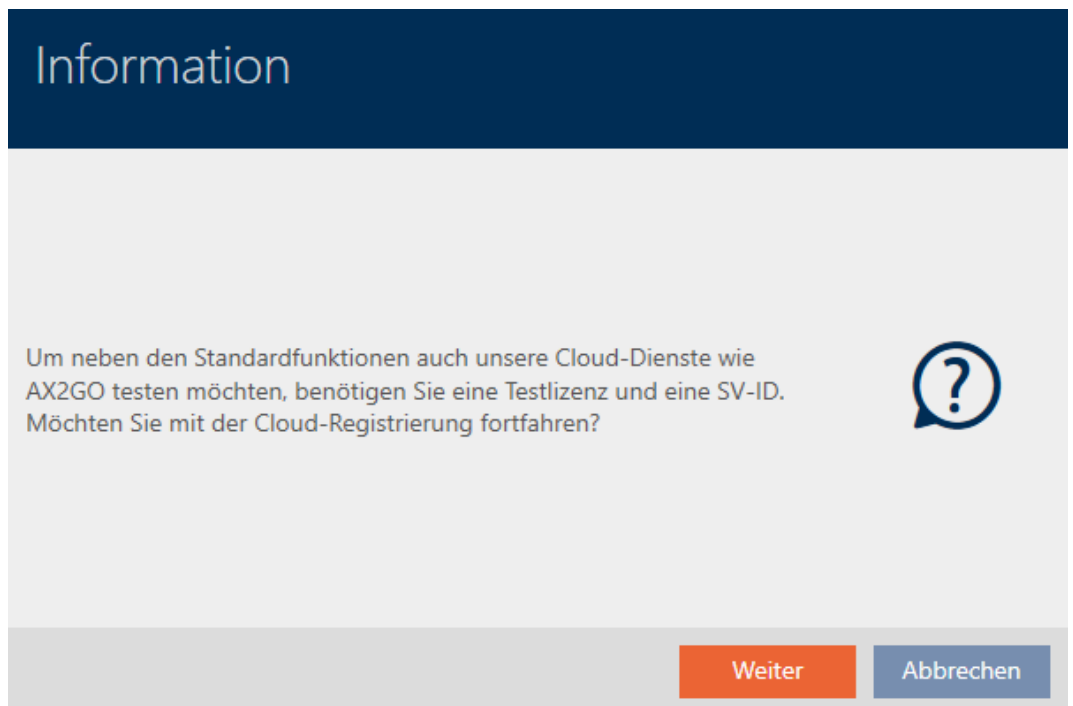 Information
Um neben den Standardfunktionen auch unsere Cloud-Dienste wie
AX2GO testen möchten, benötigen Sie eine Testlizenz und eine SV-ID.
Möchten Sie mit der Cloud-Registrierung fortfahren?
?
Weiter
Abbrechen